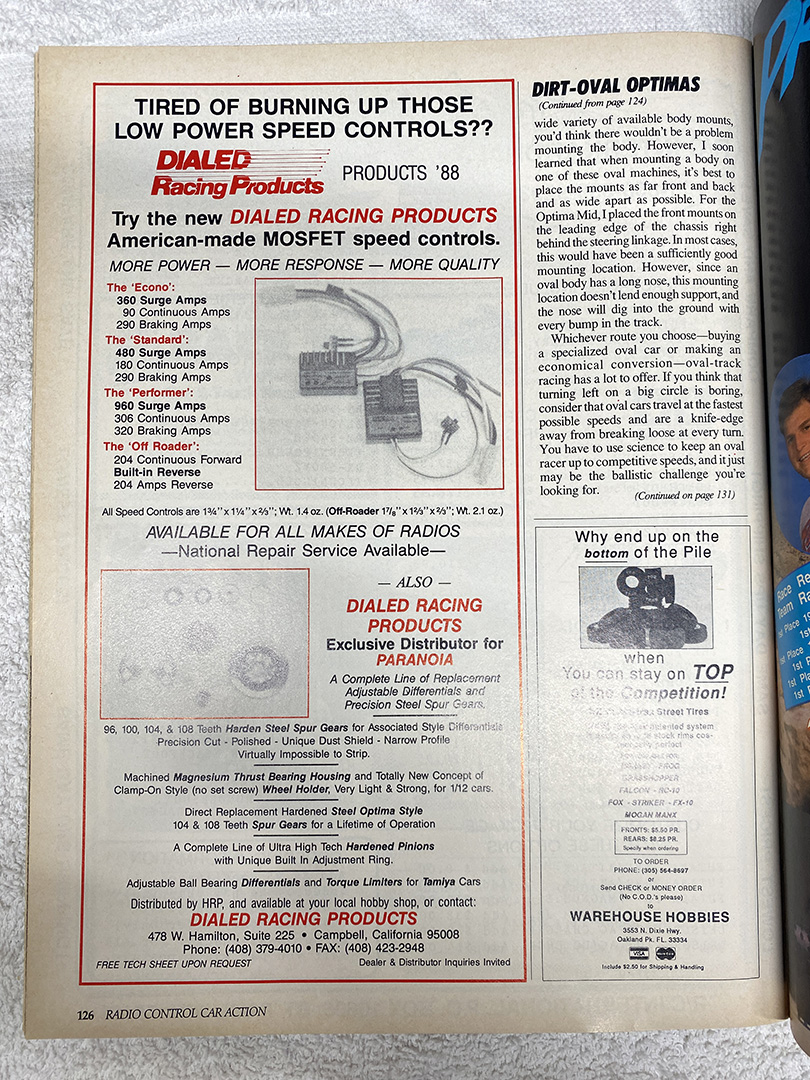 TIRED OF BURNING UP THOSE
LOW POWER SPEED CONTROLS??
DIALED
Racing Products
PRODUCTS '88
Try the new DIALED RACING PRODUCTS
American-made MOSFET speed controls.
MORE POWER — MORE RESPONSE — MORE QUALITY
The 'Econo':
360 Surge Amps
90 Continuous Amps
290 Braking Amps
The 'Standard':
480 Surge Amps
180 Continuous Amps
290 Braking Amps
The 'Performer':
960 Surge Amps
306 Continuous Amps
320 Braking Amps
The 'Off Roader':
204 Continuous Forward
Built-in Reverse
204 Amps Reverse
All Speed Controls are 1¾" x 1¼" x ⅔"; Wt. 1.4 oz. (Off-Roader 1⅞" x 1⅔" x ⅔"; Wt. 2.1 oz.)
AVAILABLE FOR ALL MAKES OF RADIOS
—National Repair Service Available—
— ALSO —
DIALED RACING
PRODUCTS
Exclusive Distributor for
PARANOIA
A Complete Line of Replacement
Adjustable Differentials and
Precision Steel Spur Gears.
96, 100, 104, & 108 Teeth Harden Steel Spur Gears for Associated Style Differentials
Precision Cut - Polished - Unique Dust Shield - Narrow Profile
Virtually Impossible to Strip.
Machined Magnesium Thrust Bearing Housing and Totally New Concept of
Clamp-On Style (no set screw) Wheel Holder, Very Light & Strong, for 1/12 cars.
Direct Replacement Hardened Steel Optima Style
104 & 108 Teeth Spur Gears for a Lifetime of Operation
A Complete Line of Ultra High Tech Hardened Pinions
with Unique Built In Adjustment Ring.
Adjustable Ball Bearing Differentials and Torque Limiters for Tamiya Cars
Distributed by HRP, and available at your local hobby shop, or contact:
DIALED RACING PRODUCTS
478 W. Hamilton, Suite 225 • Campbell, California 95008
Phone: (408) 379-4010 • FAX: (408) 423-2948
FREE TECH SHEET UPON REQUEST
Dealer & Distributor Inquiries Invited
126 RADIO CONTROL CAR ACTION
DIRT-OVAL OPTIMAS
(Continued from page 124)
wide variety of available body mounts,
you'd think there wouldn't be a problem
mounting the body. However, I soon
learned that when mounting a body on
one of these oval machines, it's best to
place the mounts as far front and back
and as wide apart as possible. For the
Optima Mid, I placed the front mounts on
the leading edge of the chassis right
behind the steering linkage. In most cases,
this would have been a sufficiently good
mounting location. However, since an
oval body has a long nose, this mounting
location doesn't lend enough support, and
the nose will dig into the ground with
every bump in the track.
Whichever route you choose—buying
a specialized oval car or making an
economical conversion—oval-track
racing has a lot to offer. If you think that
turning left on a big circle is boring,
consider that oval cars travel at the fastest
possible speeds and are a knife-edge
away from breaking loose at every turn.
You have to use science to keep an oval
racer up to competitive speeds, and it just
may be the ballistic challenge you're
looking for.
(Continued on page 131)
Why end up on the
bottom of the Pile
when
You can stay on TOP
of the Competition!
Street Tires
system
stock rims cos-
perfect
FROG
GRASSHOPPER
FALCON - RC-10
FOX - STRIKER - FX-10
MOGAN MANX
FRONTS: $5.50 PR.
REARS: $8.25 PR.
Specify when ordering
TO ORDER
PHONE: (305) 564-8697
or
Send CHECK or MONEY ORDER
(No C.O.D.'s please)
to
WAREHOUSE HOBBIES
3553 N. Dixie Hwy.
Oakland Pk. FL. 33334
VISA
Include $2.50 for Shipping & Handling
Race
Team
Place
1st
Place
1st
1st